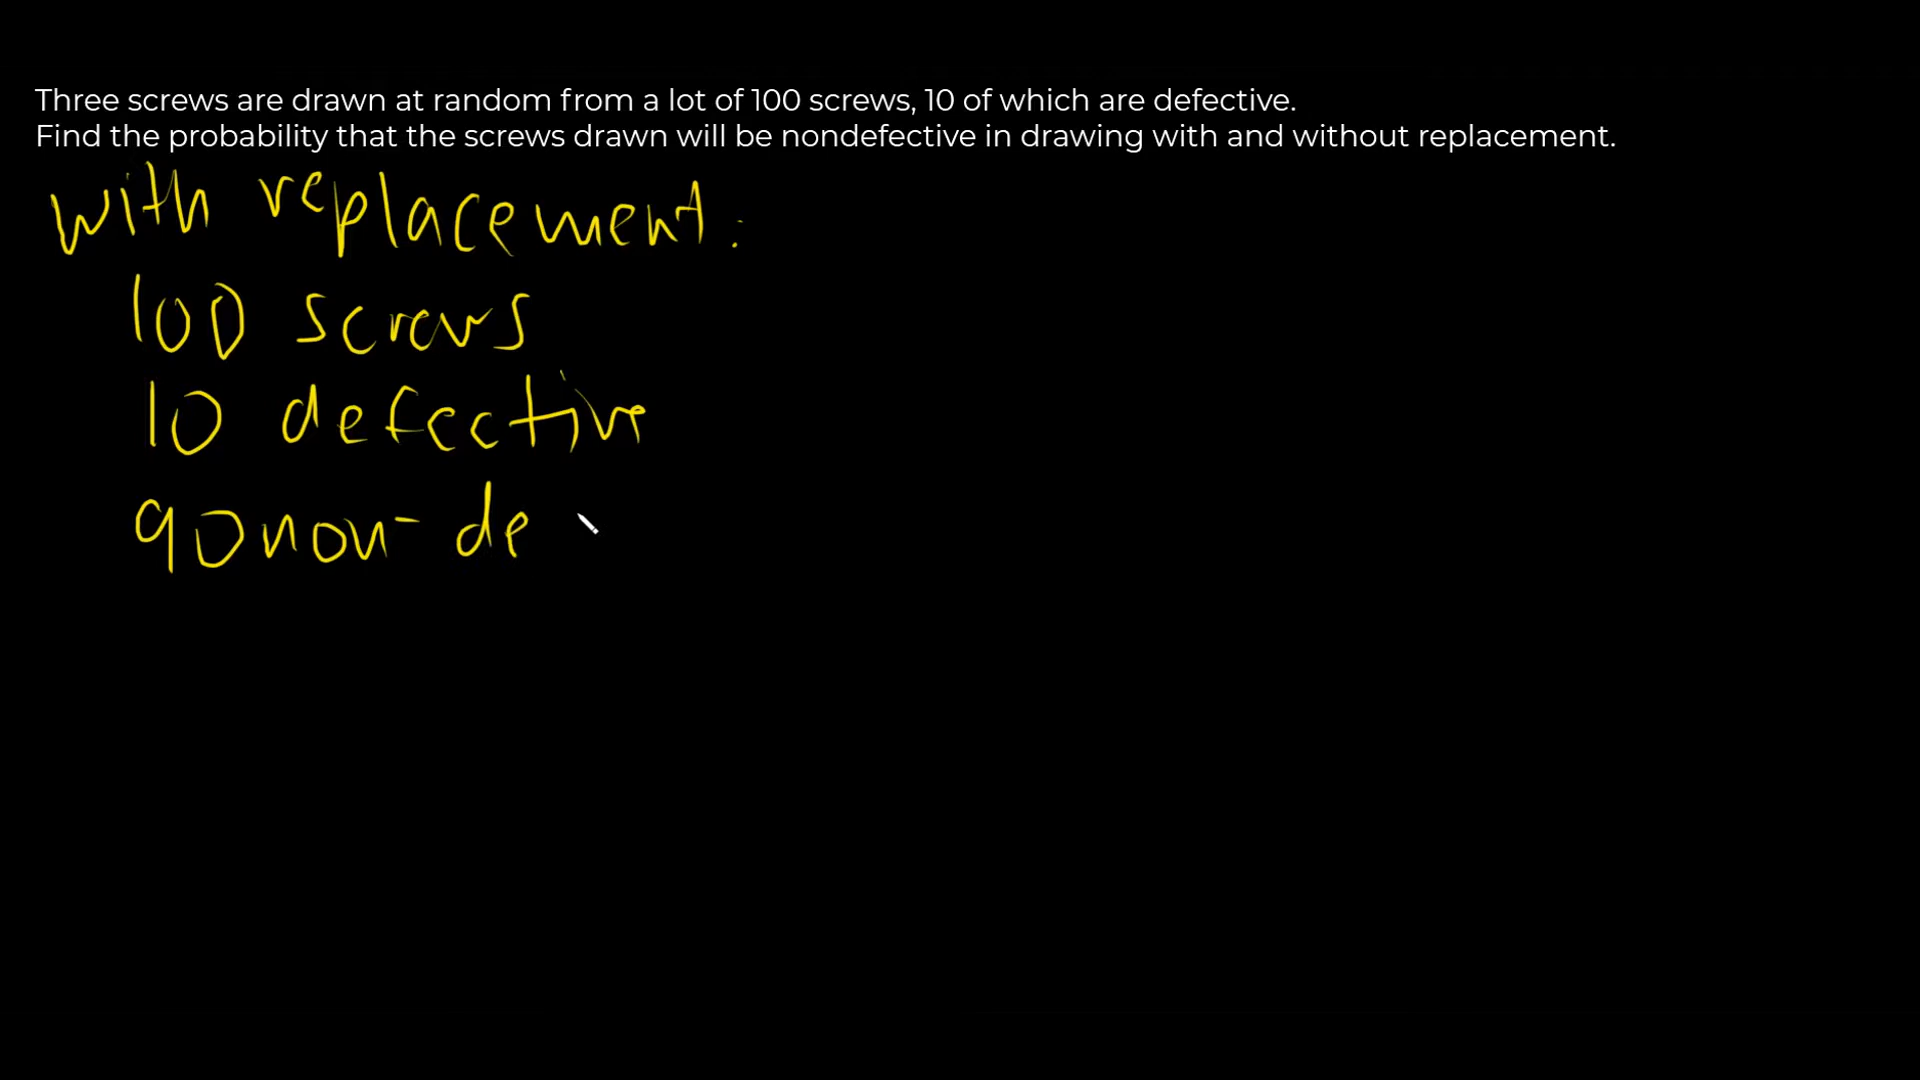 Three screws are drawn at random from a lot of 100 screws, 10 of which are defective.
Find the probability that the screws drawn will be nondefective in drawing with and without replacement.
with replacement:
100 screws
10 defective
90 non-de